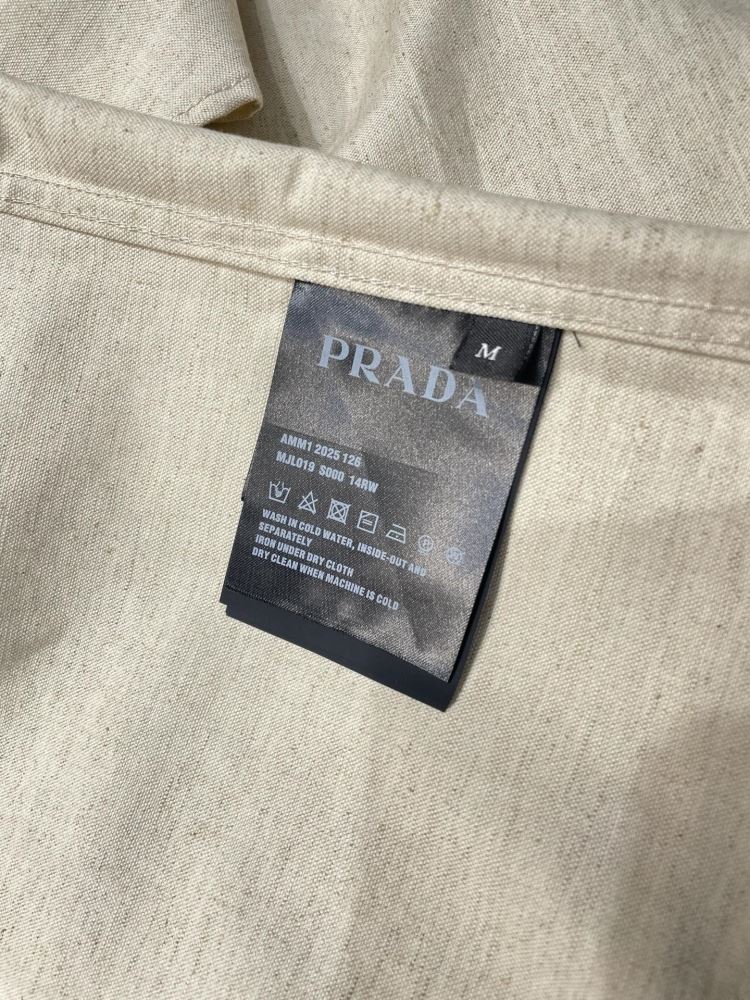 M
PRADA
AMM1 2025 126
MJL019 S000 14RW
WASH IN COLD WATER, INSIDE-OUT AND
SEPARATELY
IRON UNDER DRY CLOTH
DRY CLEAN WHEN MACHINE IS COLD